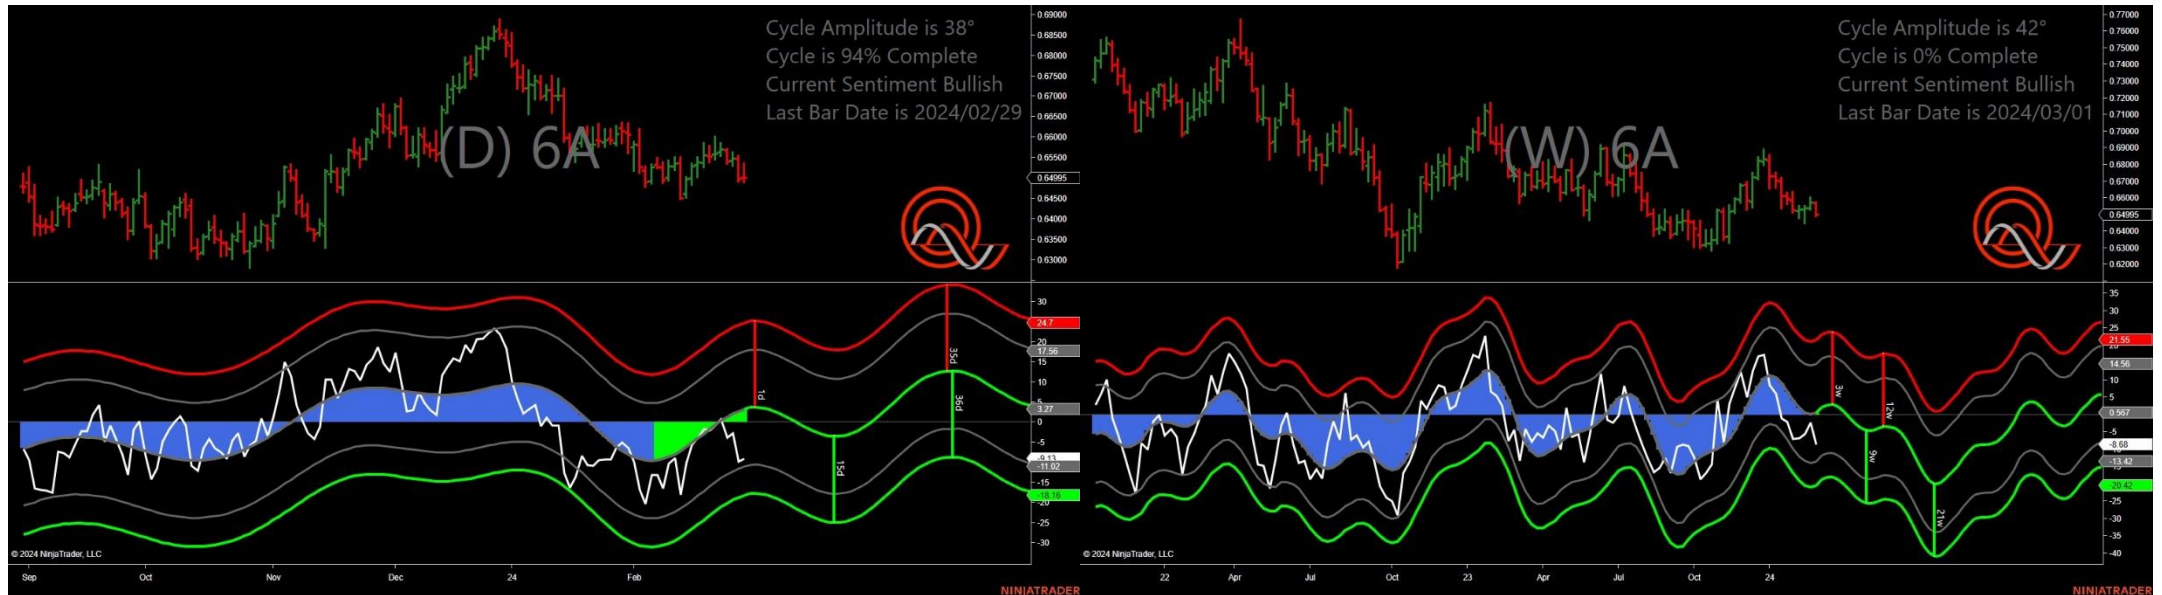 Cycle Amplitude is 38°
Cycle is 94% Complete
Current Sentiment Bullish
Last Bar Date is 2024/02/29
(D) 6A
0.69000
0.68500
0.68000
0.67500
0.67000
0.66500
0.66000
0.65500
0.64995
0.64500
0.64000
0.63500
0.63000
30
24.7
20
17.56
15
10
5
3.27
0
-5
-9.13
-11.02
-15
-18.16
-20
-25
-30
1d
15d
35d
36d
© 2024 NinjaTrader, LLC
Sep Oct Nov Dec 24 Feb
NINJATRADER
Cycle Amplitude is 42°
Cycle is 0% Complete
Current Sentiment Bullish
Last Bar Date is 2024/03/01
(W) 6A
0.77000
0.76000
0.75000
0.74000
0.73000
0.72000
0.71000
0.70000
0.69000
0.68000
0.67000
0.66000
0.64995
0.64000
0.63000
0.62000
35
30
25
21.55
20
14.56
10
5
0.567
-5
-8.68
-13.42
-15
-20.42
-25
-30
-35
-40
3w
12w
9w
21w
© 2024 NinjaTrader, LLC
22 Apr Jul Oct 23 Apr Jul Oct 24
NINJATRADER